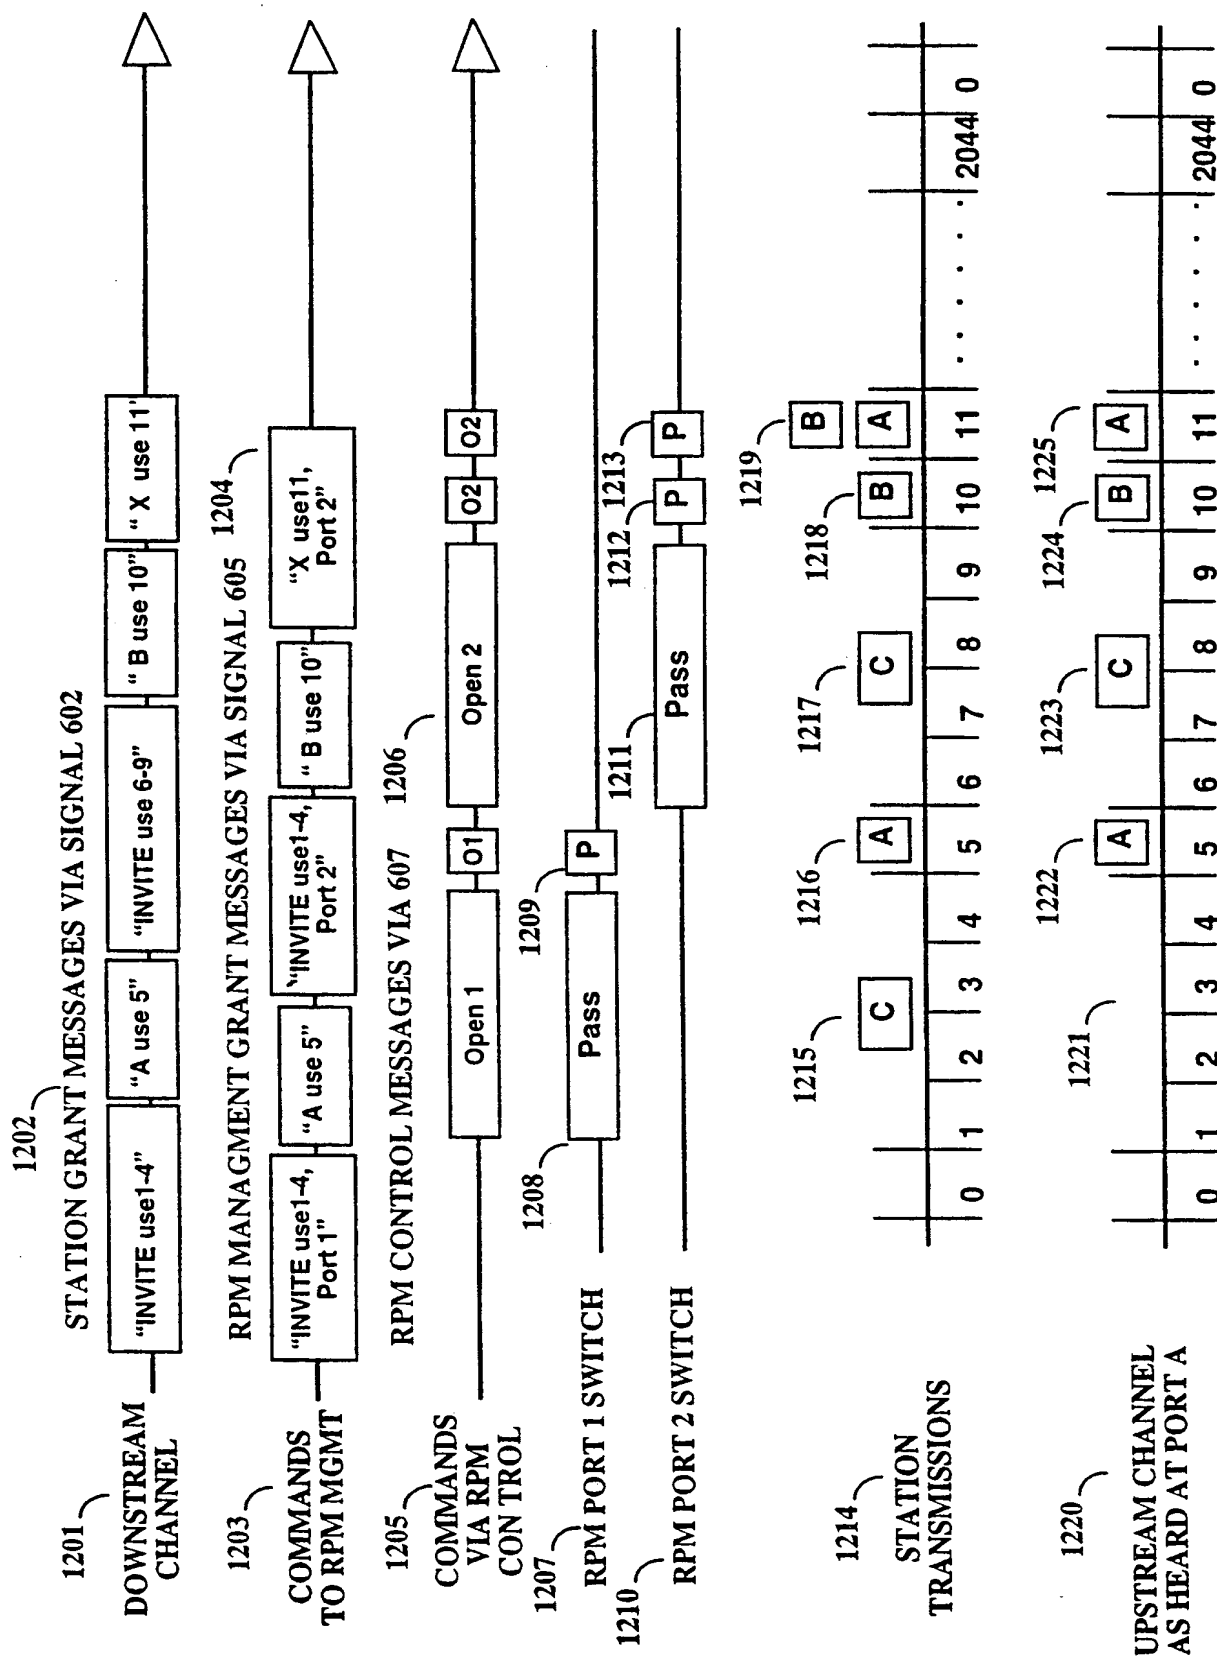 1202
STATION GRANT MESSAGES VIA SIGNAL 602
1201
DOWNSTREAM
CHANNEL
“INVITE use1-4”
“A use 5”
“INVITE use 6-9”
“ B use 10”
“ X use 11’
RPM MANAGMENT GRANT MESSAGES VIA SIGNAL 605
1204
1203
COMMANDS
TO RPM MGMT
“INVITE use1-4,
Port 1”
“A use 5”
“INVITE use1-4,
Port 2”
“ B use 10”
“X use11,
Port 2”
RPM CONTROL MESSAGES VIA 607
1206
1205
COMMANDS
VIA RPM
CON TROL
Open 1
O1
Open 2
O2
O2
1207
RPM PORT 1 SWITCH
1208
Pass
1209
P
1210
RPM PORT 2 SWITCH
1211
Pass
1212
P
1213
P
1214
STATION
TRANSMISSIONS
1215
C
1216
A
1217
C
1218
B
1219
B
A
0 1 2 3 4 5 6 7 8 9 10 11 . . . . . . 2044 0
1220
UPSTREAM CHANNEL
AS HEARD AT PORT A
1221
1222
A
1223
C
1224
B
1225
A
0 1 2 3 4 5 6 7 8 9 10 11 . . . . . . 2044 0